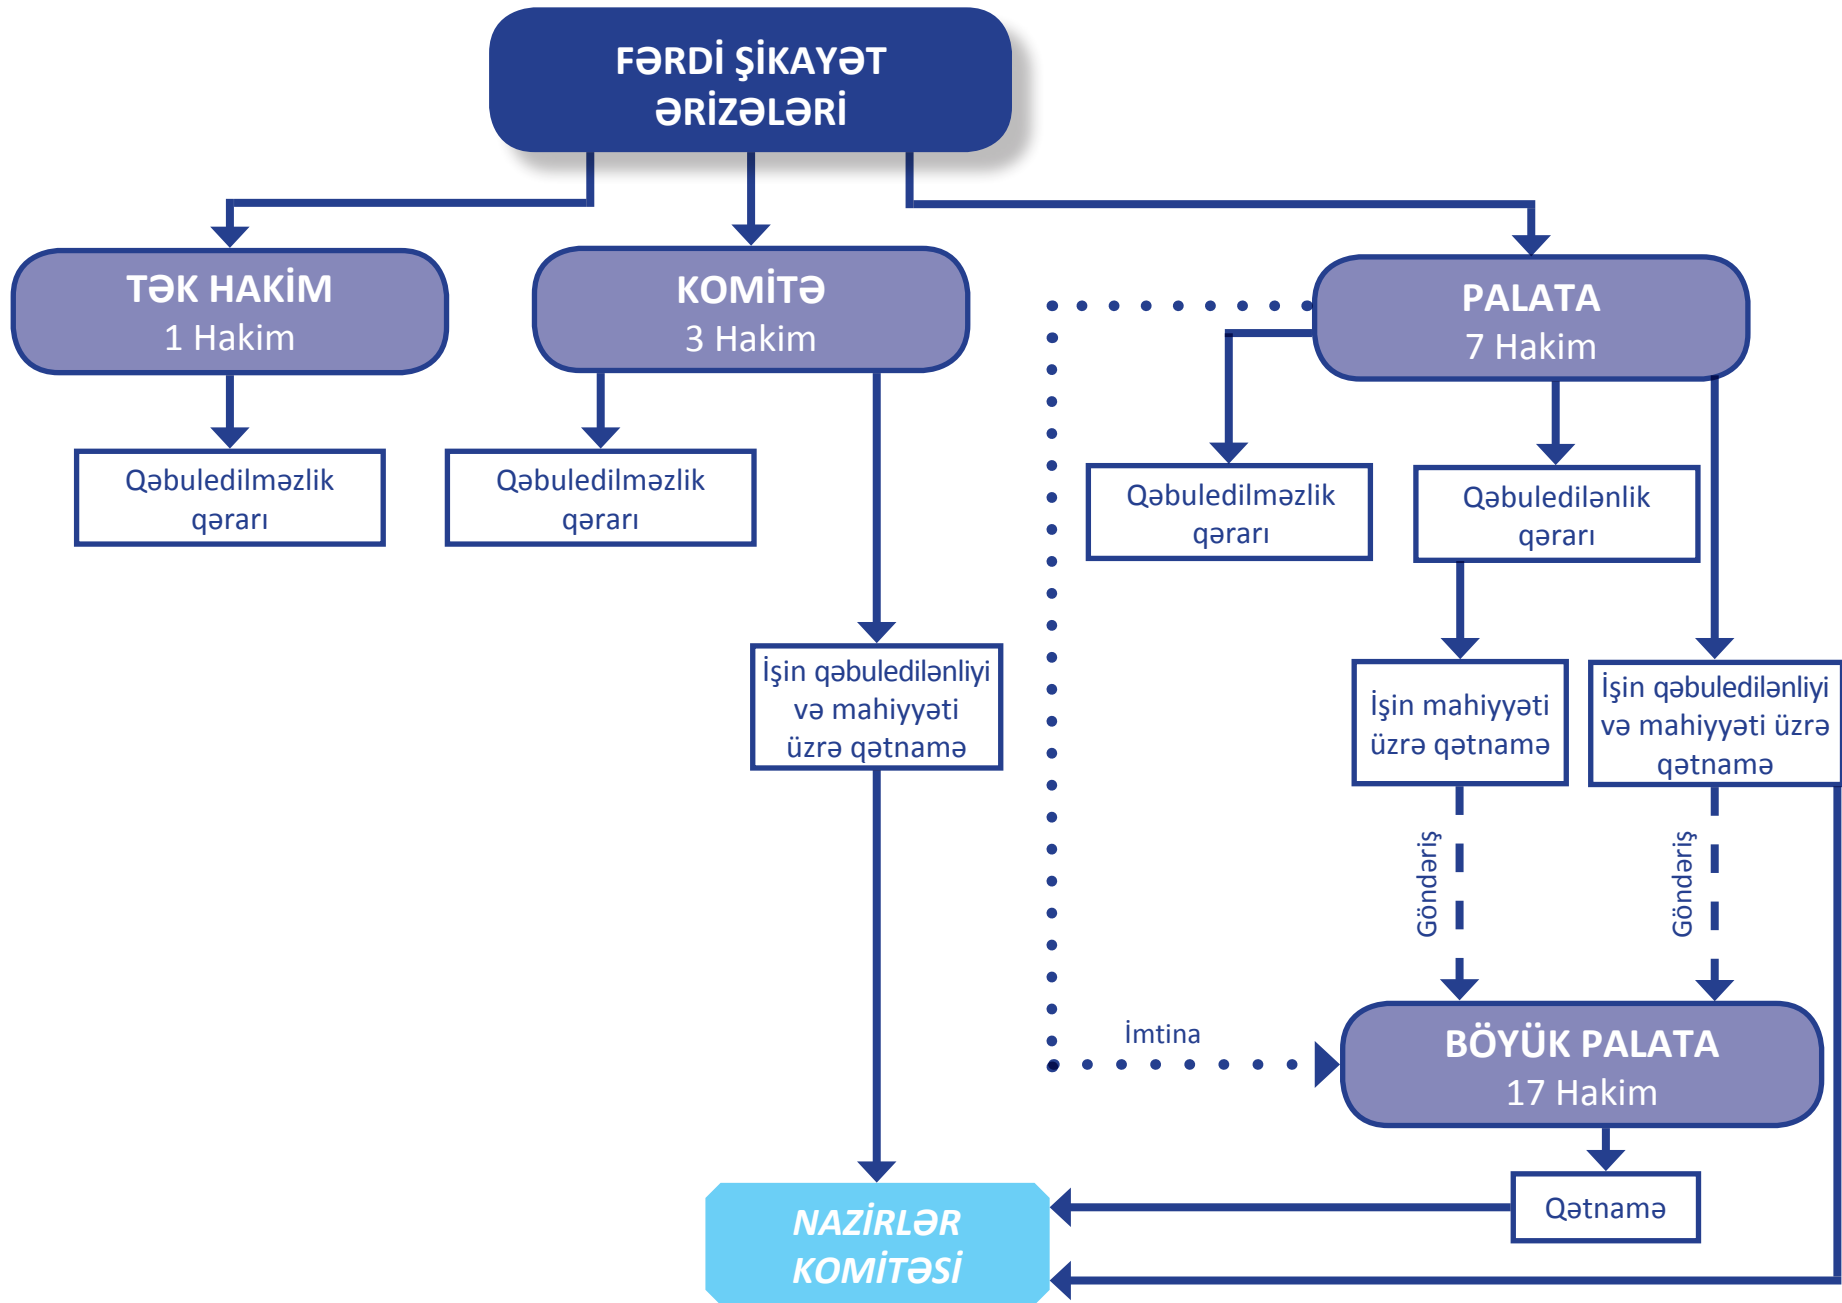 FƏRDİ ŞİKAYƏT
ƏRİZƏLƏRİ
TƏK HAKİM
1 Hakim
KOMİTƏ
3 Hakim
PALATA
7 Hakim
Qəbuledilməzlik
qərarı
Qəbuledilməzlik
qərarı
Qəbuledilməzlik
qərarı
Qəbuledilənlik
qərarı
İşin qəbuledilənliyi
və mahiyyəti
üzrə qətnamə
İşin mahiyyəti
üzrə qətnamə
İşin qəbuledilənliyi
və mahiyyəti üzrə
qətnamə
Göndəriş
Göndəriş
İmtina
BÖYÜK PALATA
17 Hakim
Qətnamə
NAZİRLƏR
KOMİTƏSİ